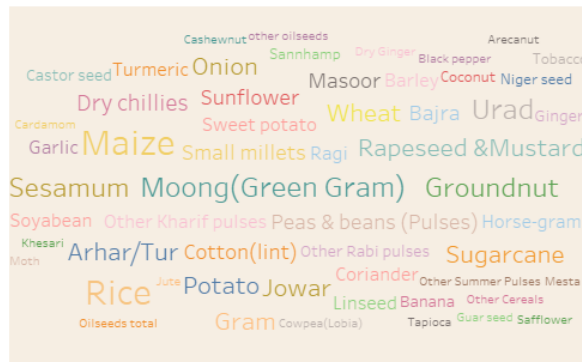 Cashewnut other oilseeds Arecanut
Sannhamp Dry Ginger Black pepper Tobacco
Castor seed Turmeric Onion Masoor Barley Coconut Niger seed
Dry chillies Sunflower Wheat Bajra Urad Ginger
Cardamom Sweet potato
Garlic Maize Small millets Ragi Rapeseed &Mustard
Sesamum Moong(Green Gram) Groundnut
Soyabean Other Kharif pulses Peas & beans (Pulses) Horse-gram
Khesari Arhar/Tur Cotton(lint) Other Rabi pulses Sugarcane
Moth
Rice Jute Potato Jowar Coriander Other Summer Pulses Mesta
Linseed Banana Other Cereals
Oilseeds total Gram Cowpea(Lobia) Tapioca Guar seed Safflower